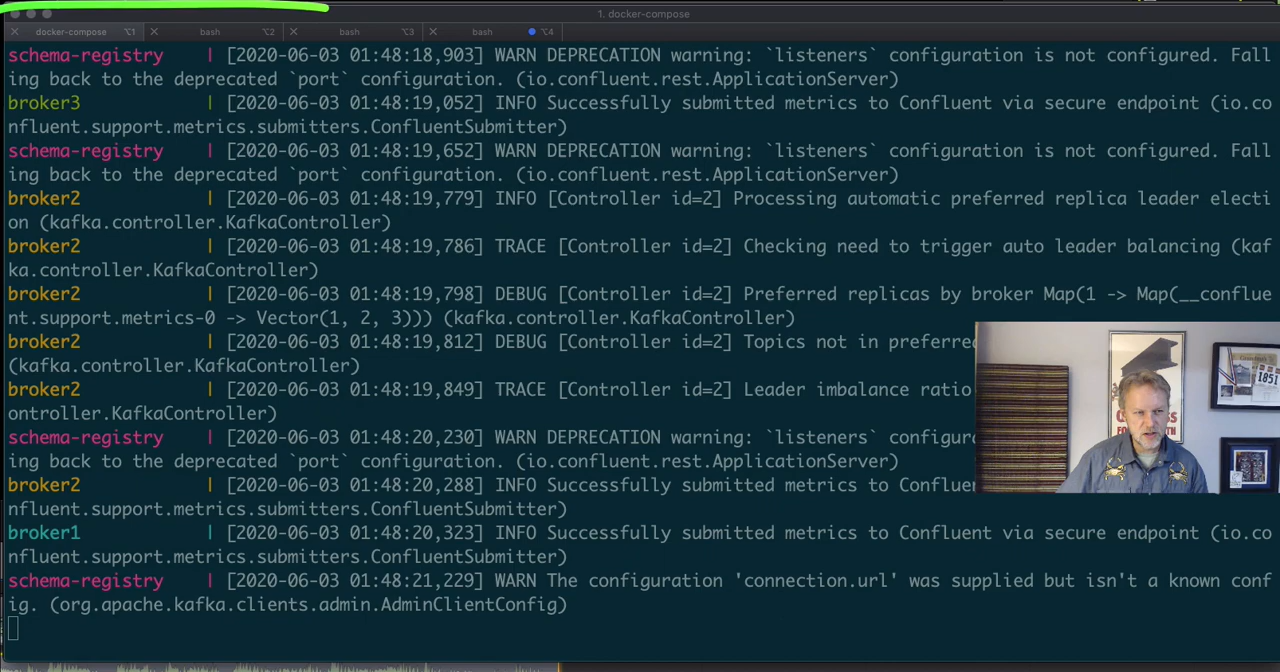 1. docker-compose
docker-compose ⌥1 bash ⌥2 bash ⌥3 bash ⌥4
schema-registry | [2020-06-03 01:48:18,903] WARN DEPRECATION warning: `listeners` configuration is not configured. Fall
ing back to the deprecated `port` configuration. (io.confluent.rest.ApplicationServer)
broker3 | [2020-06-03 01:48:19,052] INFO Successfully submitted metrics to Confluent via secure endpoint (io.co
nfluent.support.metrics.submitters.ConfluentSubmitter)
schema-registry | [2020-06-03 01:48:19,652] WARN DEPRECATION warning: `listeners` configuration is not configured. Fall
ing back to the deprecated `port` configuration. (io.confluent.rest.ApplicationServer)
broker2 | [2020-06-03 01:48:19,779] INFO [Controller id=2] Processing automatic preferred replica leader electi
on (kafka.controller.KafkaController)
broker2 | [2020-06-03 01:48:19,786] TRACE [Controller id=2] Checking need to trigger auto leader balancing (kaf
ka.controller.KafkaController)
broker2 | [2020-06-03 01:48:19,798] DEBUG [Controller id=2] Preferred replicas by broker Map(1 -> Map(__conflue
nt.support.metrics-0 -> Vector(1, 2, 3))) (kafka.controller.KafkaController)
broker2 | [2020-06-03 01:48:19,812] DEBUG [Controller id=2] Topics not in preferred
(kafka.controller.KafkaController)
broker2 | [2020-06-03 01:48:19,849] TRACE [Controller id=2] Leader imbalance ratio
ontroller.KafkaController)
schema-registry | [2020-06-03 01:48:20,230] WARN DEPRECATION warning: `listeners` configur
ing back to the deprecated `port` configuration. (io.confluent.rest.ApplicationServer)
broker2 | [2020-06-03 01:48:20,288] INFO Successfully submitted metrics to Confluen
nfluent.support.metrics.submitters.ConfluentSubmitter)
broker1 | [2020-06-03 01:48:20,323] INFO Successfully submitted metrics to Confluent via secure endpoint (io.co
nfluent.support.metrics.submitters.ConfluentSubmitter)
schema-registry | [2020-06-03 01:48:21,229] WARN The configuration 'connection.url' was supplied but isn't a known conf
ig. (org.apache.kafka.clients.admin.AdminClientConfig)
1851